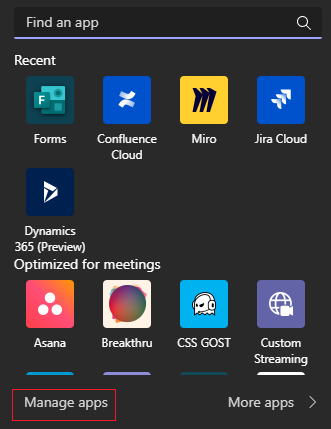 Find an app
Recent
Forms
Confluence
Cloud
Miro
Jira Cloud
Dynamics
365 (Preview)
Optimized for meetings
Asana
Breakthru
CSS GOST
Custom
Streaming
Manage apps
More apps